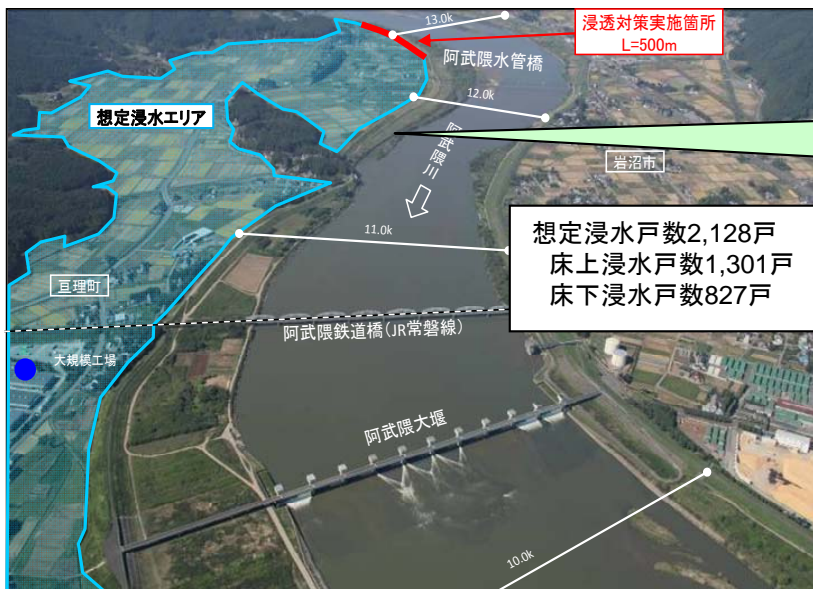 13.0k
浸透対策実施箇所
L=500m
阿武隈水管橋
12.0k
想定浸水エリア
阿武隈川
岩沼市
11.0k
想定浸水戸数2,128戸
床上浸水戸数1,301戸
床下浸水戸数827戸
亘理町
阿武隈鉄道橋(JR常磐線)
大規模工場
阿武隈大堰
10.0k